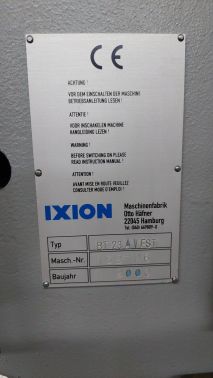 CE
ACHTUNG !
VOR DEM EINSCHALTEN DER MASCHINE
BETRIEBSANLEITUNG LESEN !
ATTENTIE !
VOOR INSCHAKELEN MACHINE
HANDLEIDING LEZEN !
WARNING !
BEFORE SWITCHING ON PLEASE
READ INSTRUCTION MANUAL !
ATTENTION !
AVANT MISE EN ROUTE VEUILLEZ
CONSULTER MODE D'EMPLOI !
IXION
Maschinenfabrik
Otto Häfner
22045 Hamburg
Typ
Masch.-Nr.
Baujahr